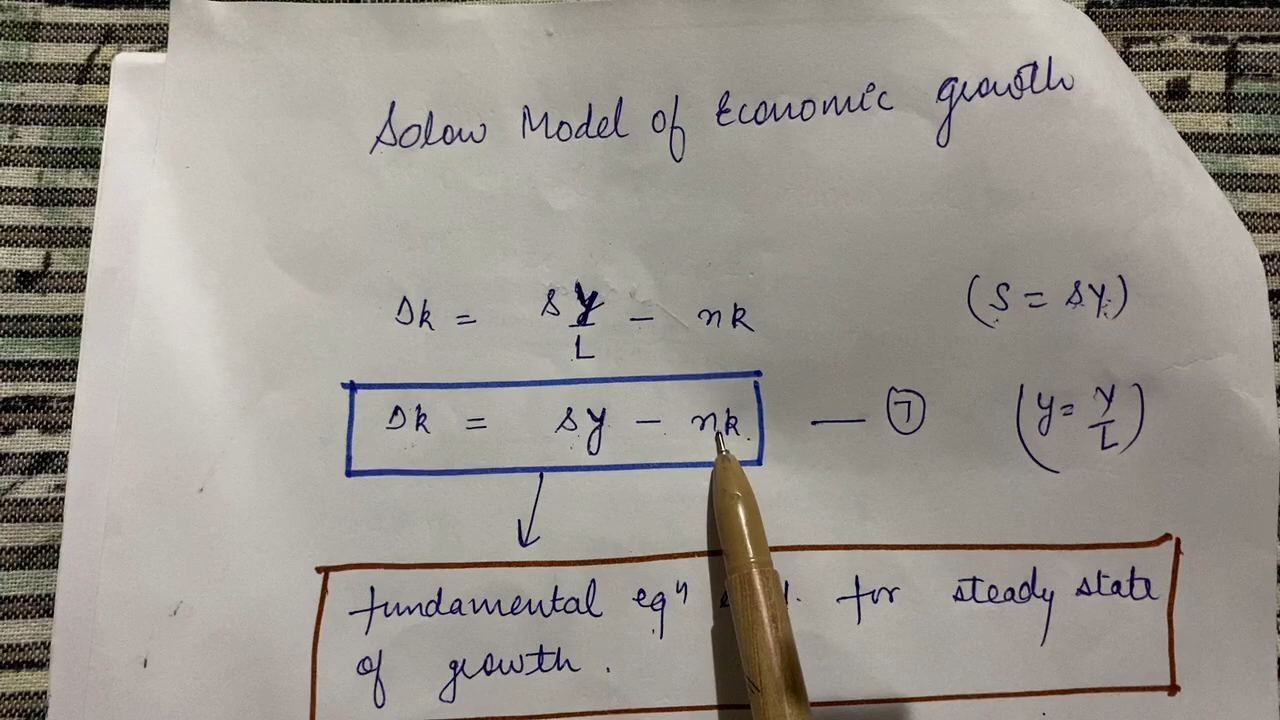 Solow Model of Economic growth
Δk = s Y/L – nk (S = sY)
Δk = sy – nk. — ⑦ (y = Y/L)
fundamental eqⁿ for steady state
of growth.